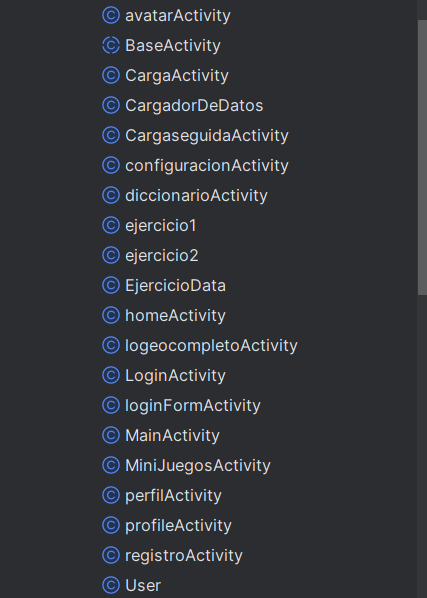 avatarActivity
BaseActivity
CargaActivity
CargadorDeDatos
CargaseguidaActivity
configuracionActivity
diccionarioActivity
ejercicio1
ejercicio2
EjercicioData
homeActivity
logeocompletoActivity
LoginActivity
loginFormActivity
MainActivity
MiniJuegosActivity
perfilActivity
profileActivity
registroActivity
User